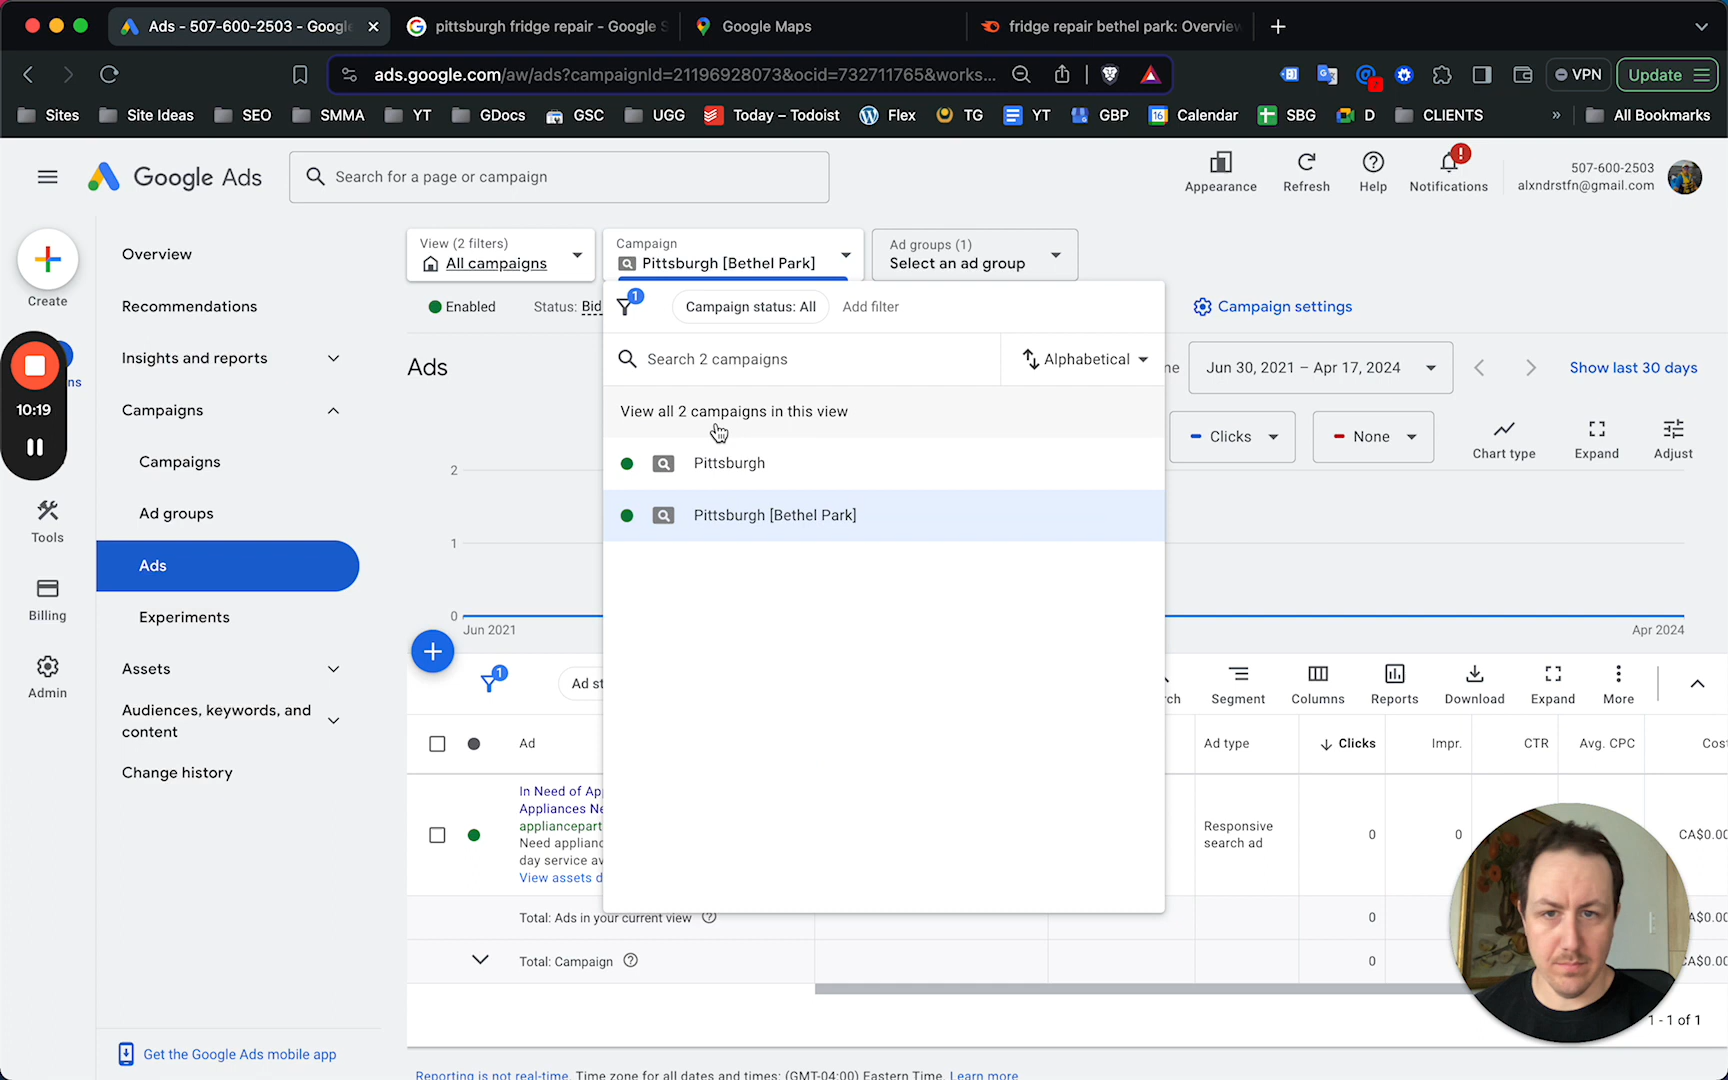 Ads - 507-600-2503 - Google
pittsburgh fridge repair - Google S
Google Maps
fridge repair bethel park: Overview
ads.google.com/aw/ads?campaignId=21196928073&ocid=732711765&works...
VPN
Update
Sites
Site Ideas
SEO
SMMA
YT
GDocs
GSC
UGG
Today – Todoist
Flex
TG
YT
GBP
16
Calendar
SBG
D
CLIENTS
»
All Bookmarks
Google Ads
Search for a page or campaign
Appearance
Refresh
Help
Notifications
507-600-2503
alxndrstfn@gmail.com
Create
Overview
Recommendations
Insights and reports
Campaigns
Campaigns
Ad groups
Ads
Experiments
Assets
Audiences, keywords, and
content
Change history
Get the Google Ads mobile app
10:19
ns
Tools
Billing
Admin
View (2 filters)
All campaigns
Campaign
Pittsburgh [Bethel Park]
Ad groups (1)
Select an ad group
Enabled
Status: Bid
1
Campaign status: All
Add filter
Campaign settings
Search 2 campaigns
Alphabetical
View all 2 campaigns in this view
Pittsburgh
Pittsburgh [Bethel Park]
Ads
Jun 30, 2021 – Apr 17, 2024
Show last 30 days
Clicks
None
Chart type
Expand
Adjust
2
1
0
Jun 2021
Apr 2024
1
Ad st
Segment
Columns
Reports
Download
Expand
More
Ad
Ad type
Clicks
Impr.
CTR
Avg. CPC
Cost
In Need of Ap
Appliances Ne
appliancepart
Need applianc
day service av
View assets d
Responsive
search ad
0
0
CA$0.00
Total: Ads in your current view
0
Total: Campaign
0
1 - 1 of 1
Reporting is not real-time. Time zone for all dates and times: (GMT-04:00) Eastern Time. Learn more